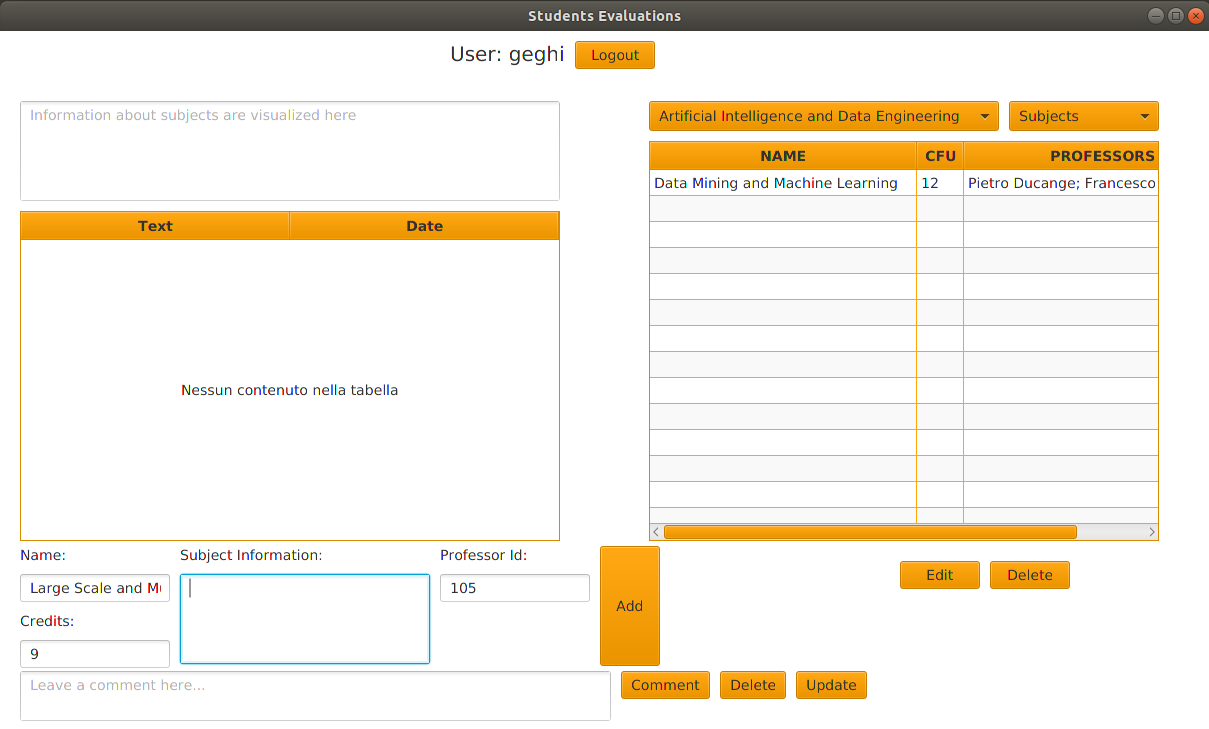 Students Evaluations
User: geghi Logout
Information about subjects are visualized here
Artificial Intelligence and Data Engineering Subjects
Text Date
Nessun contenuto nella tabella
NAME CFU PROFESSORS
Data Mining and Machine Learning 12 Pietro Ducange; Francesco
Name: Subject Information: Professor Id:
Large Scale and 105
Credits:
9
Add
Edit Delete
Leave a comment here...
Comment Delete Update